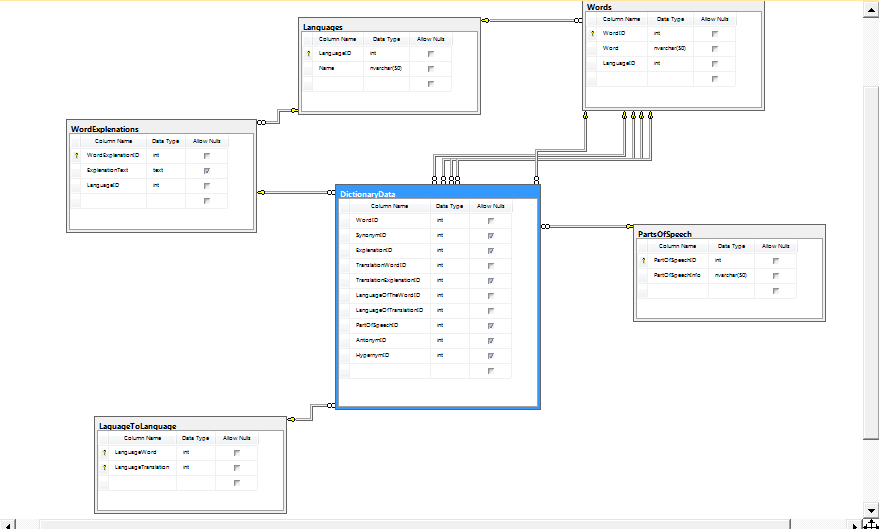 Words
Column Name Data Type Allow Nulls
WordID int
Word nvarchar(50)
LanguageID int
Languages
Column Name Data Type Allow Nulls
LanguageID int
Name nvarchar(50)
WordExplenations
Column Name Data Type Allow Nulls
WordExplanationID int
ExplenationText text
LanguageID int
DictionaryData
Column Name Data Type Allow Nulls
WordID int
SynonymID int
ExplenationID int
TranslationWordID int
TranslationExplenationID int
LanguageOfTheWordID int
LanguageOfTranslationID int
PartOfSpeechID int
AntonymID int
HypernymID int
PartsOfSpeech
Column Name Data Type Allow Nulls
PartOfSpeechID int
PartOfSpeechInfo nvarchar(50)
LaquageToLanguage
Column Name Data Type Allow Nulls
LanguageWord int
LanguageTranslation int